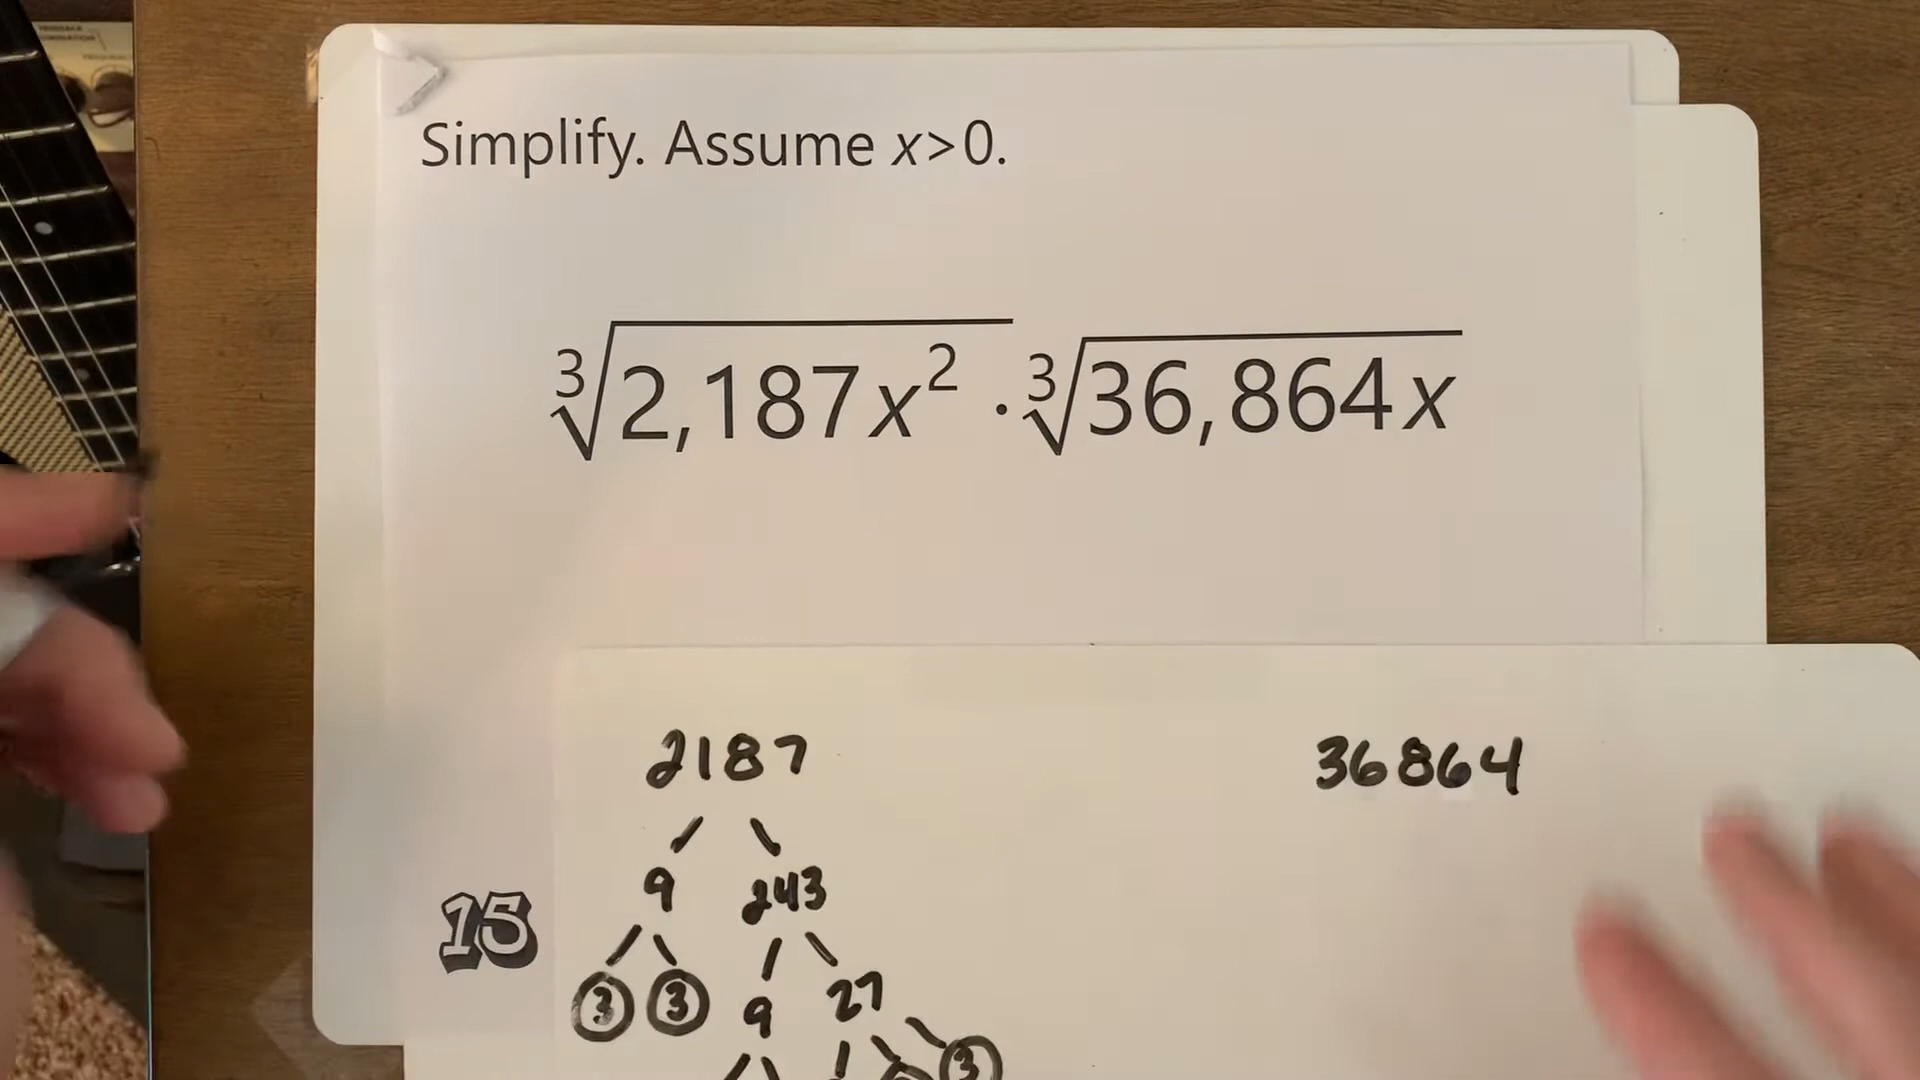 Simplify. Assume x>0.
∛2,187x² · ∛36,864x
2187 36864
9 243
15
3 3 9 27
3